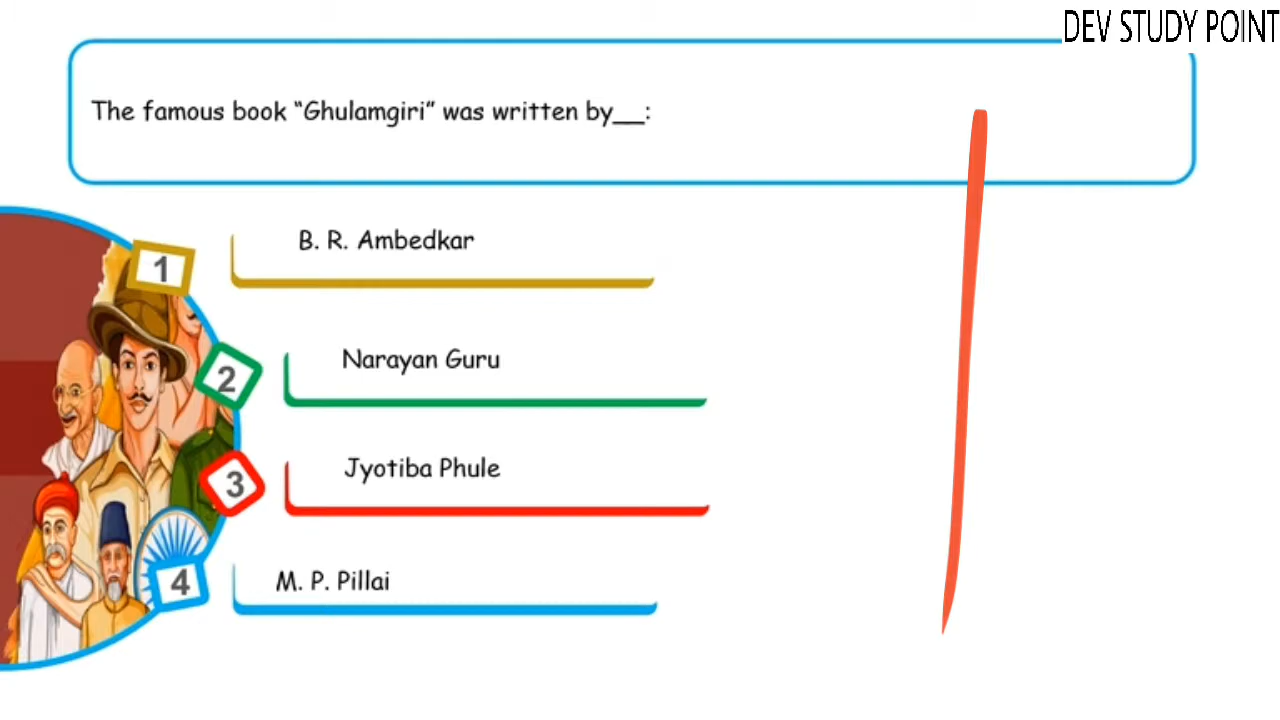 DEV STUDY POINT
The famous book “Ghulamgiri” was written by__:
1
B. R. Ambedkar
2
Narayan Guru
3
Jyotiba Phule
4
M. P. Pillai